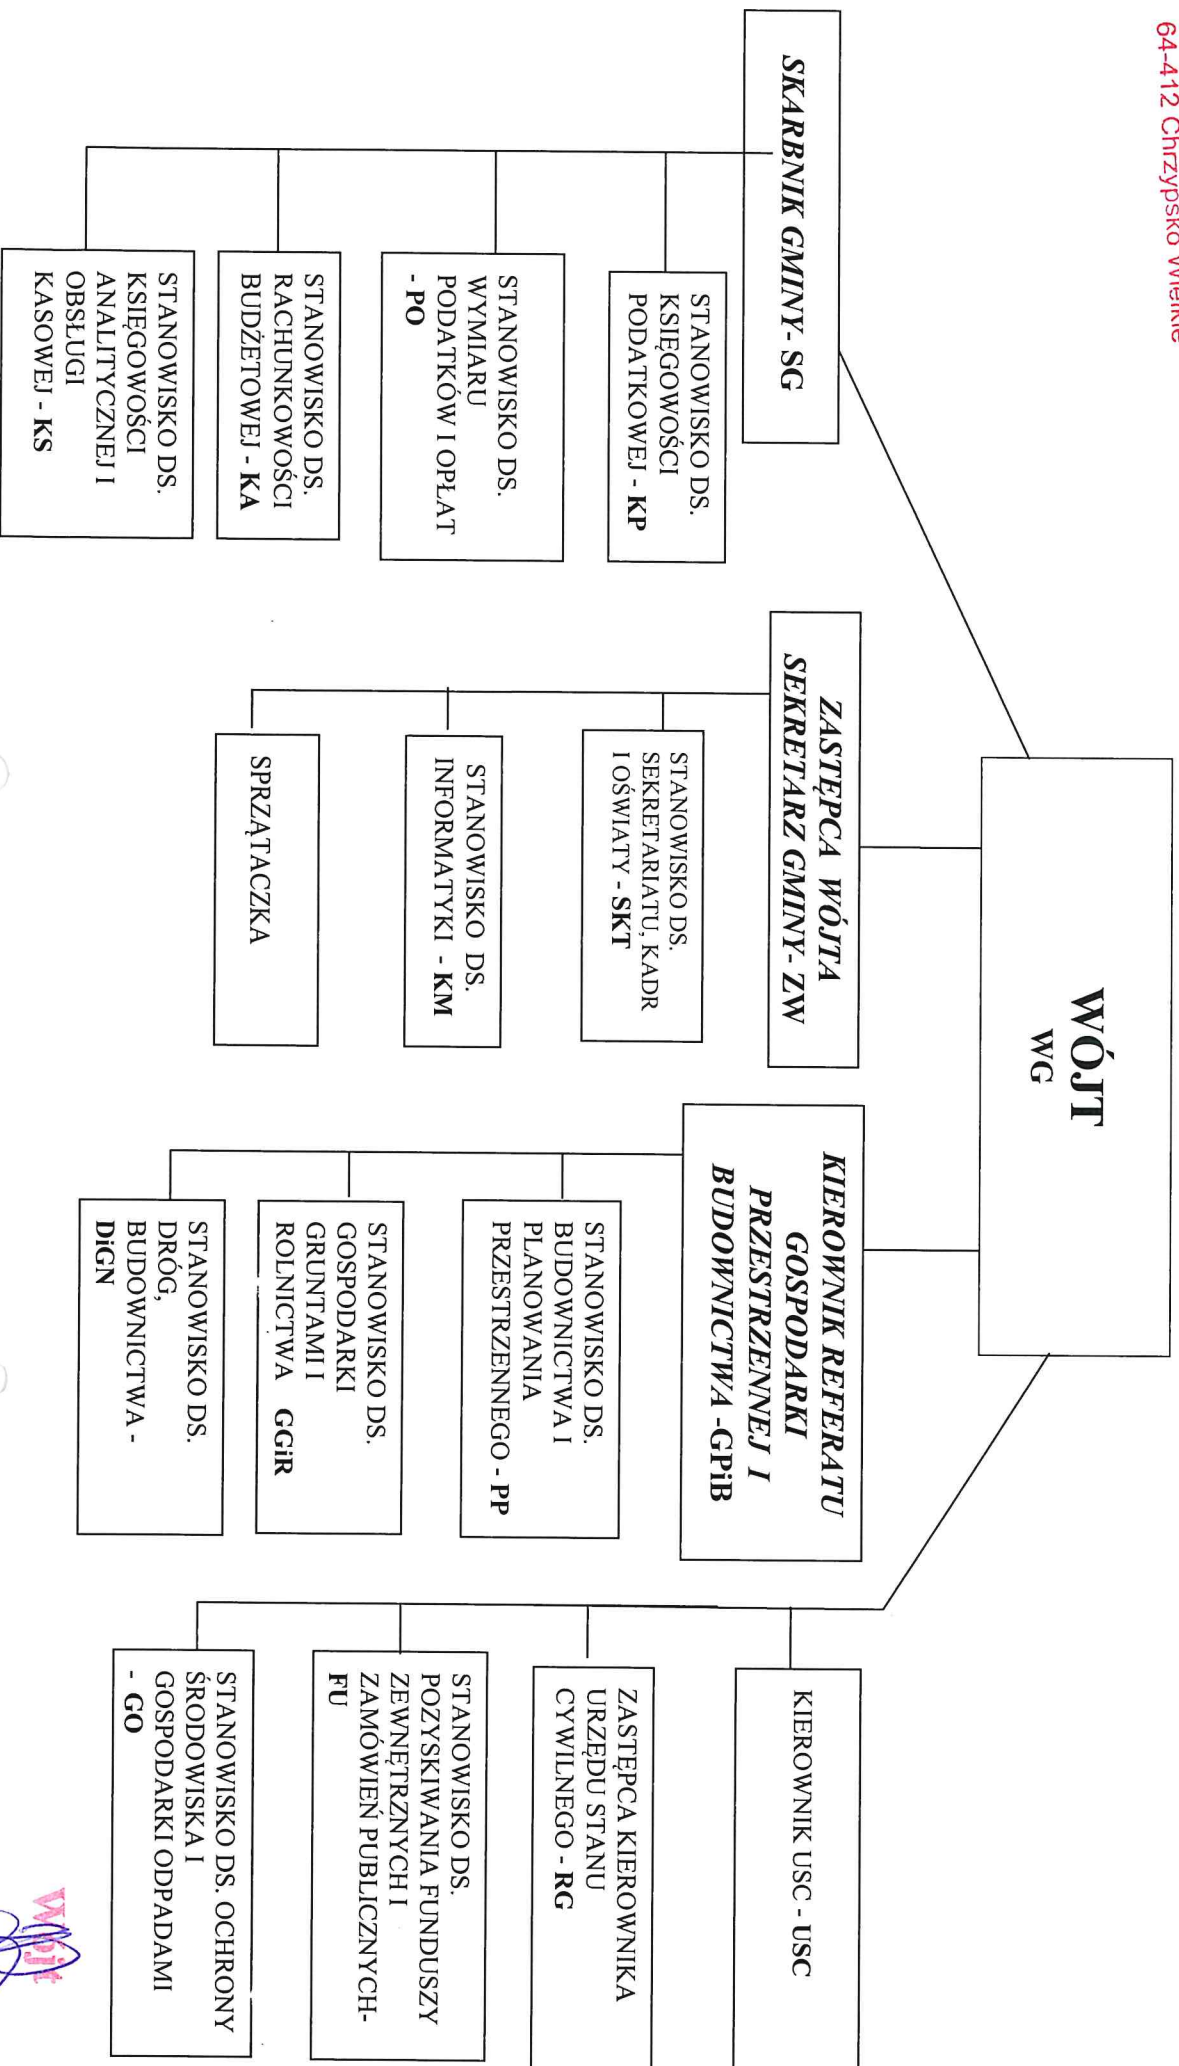 64-412 Chrzypsko Wielkie
WÓJT
WG
SKARBNIK GMINY- SG
STANOWISKO DS.
KSIĘGOWOŚCI
PODATKOWEJ - KP
STANOWISKO DS.
WYMIARU
PODATKÓW I OPŁAT
- PO
STANOWISKO DS.
RACHUNKOWOŚCI
BUDŻETOWEJ - KA
STANOWISKO DS.
KSIĘGOWOŚCI
ANALITYCZNEJ I
OBSŁUGI
KASOWEJ - KS
ZASTĘPCA WÓJTA
SEKRETARZ GMINY- ZW
STANOWISKO DS.
SEKRETARIATU, KADR
I OŚWIATY - SKT
STANOWISKO DS.
INFORMATYKI - KM
SPRZĄTACZKA
KIEROWNIK REFERATU
GOSPODARKI
PRZESTRZENNEJ I
BUDOWNICTWA -GPiB
STANOWISKO DS.
BUDOWNICTWA I
PLANOWANIA
PRZESTRZENNEGO - PP
STANOWISKO DS.
GOSPODARKI
GRUNTAMI I
ROLNICTWA GGiR
STANOWISKO DS.
DRÓG,
BUDOWNICTWA -
DiGN
KIEROWNIK USC - USC
ZASTĘPCA KIEROWNIKA
URZĘDU STANU
CYWILNEGO - RG
STANOWISKO DS.
POZYSKIWANIA FUNDUSZY
ZEWNĘTRZNYCH I
ZAMÓWIEŃ PUBLICZNYCH-
FU
STANOWISKO DS. OCHRONY
ŚRODOWISKA I
GOSPODARKI ODPADAMI
- GO
Wójt